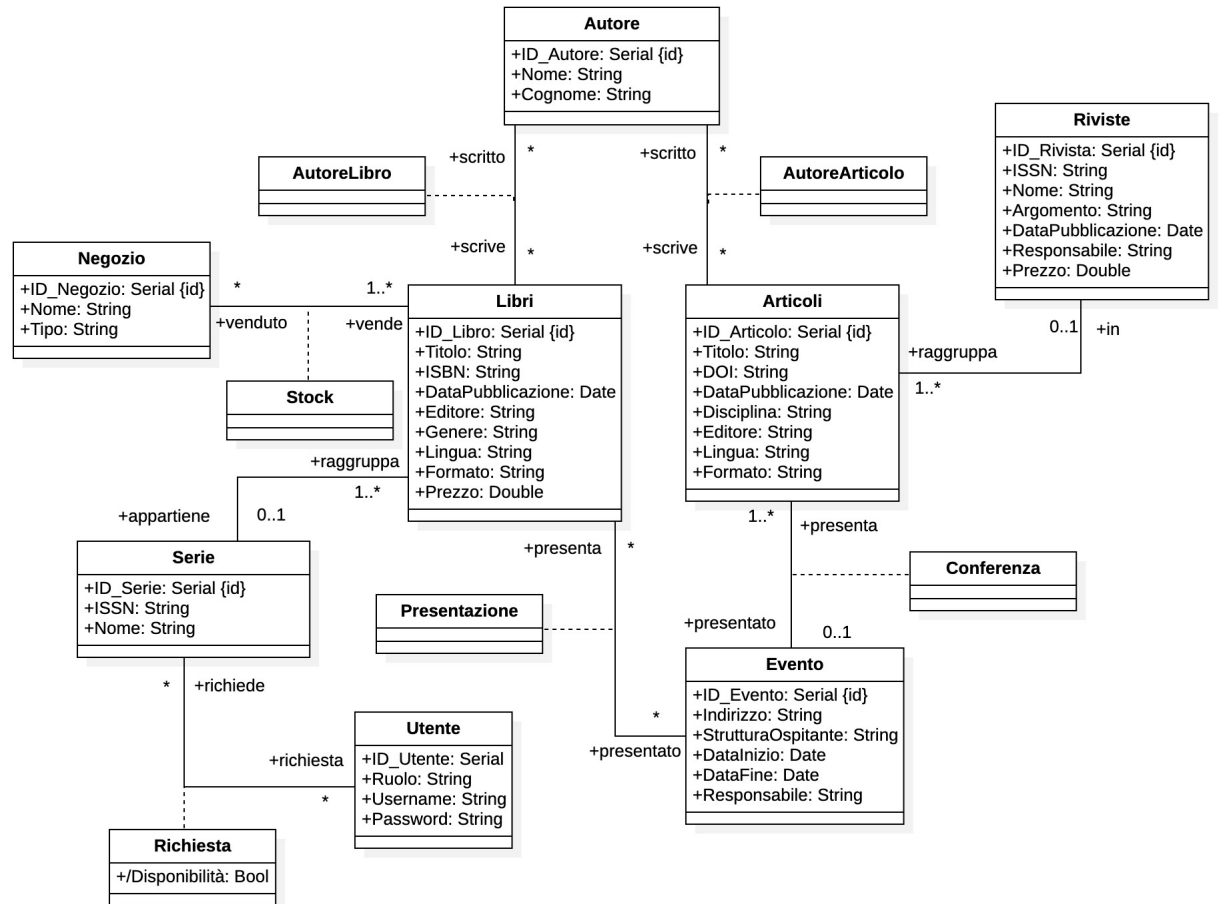 Autore
+ID_Autore: Serial {id}
+Nome: String
+Cognome: String
+scritto
*
+scritto
*
AutoreLibro
AutoreArticolo
+scrive
*
+scrive
*
Riviste
+ID_Rivista: Serial {id}
+ISSN: String
+Nome: String
+Argomento: String
+DataPubblicazione: Date
+Responsabile: String
+Prezzo: Double
0..1
+in
Negozio
+ID_Negozio: Serial {id}
+Nome: String
+Tipo: String
*
1..*
+venduto
+vende
Stock
Libri
+ID_Libro: Serial {id}
+Titolo: String
+ISBN: String
+DataPubblicazione: Date
+Editore: String
+Genere: String
+Lingua: String
+Formato: String
+Prezzo: Double
Articoli
+ID_Articolo: Serial {id}
+Titolo: String
+DOI: String
+DataPubblicazione: Date
+Disciplina: String
+Editore: String
+Lingua: String
+Formato: String
+raggruppa
1..*
+raggruppa
1..*
+appartiene
0..1
Serie
+ID_Serie: Serial {id}
+ISSN: String
+Nome: String
+presenta
*
1..*
+presenta
Conferenza
Presentazione
+presentato
0..1
*
+presentato
Evento
+ID_Evento: Serial {id}
+Indirizzo: String
+StrutturaOspitante: String
+DataInizio: Date
+DataFine: Date
+Responsabile: String
*
+richiede
+richiesta
*
Utente
+ID_Utente: Serial
+Ruolo: String
+Username: String
+Password: String
Richiesta
+/Disponibilità: Bool